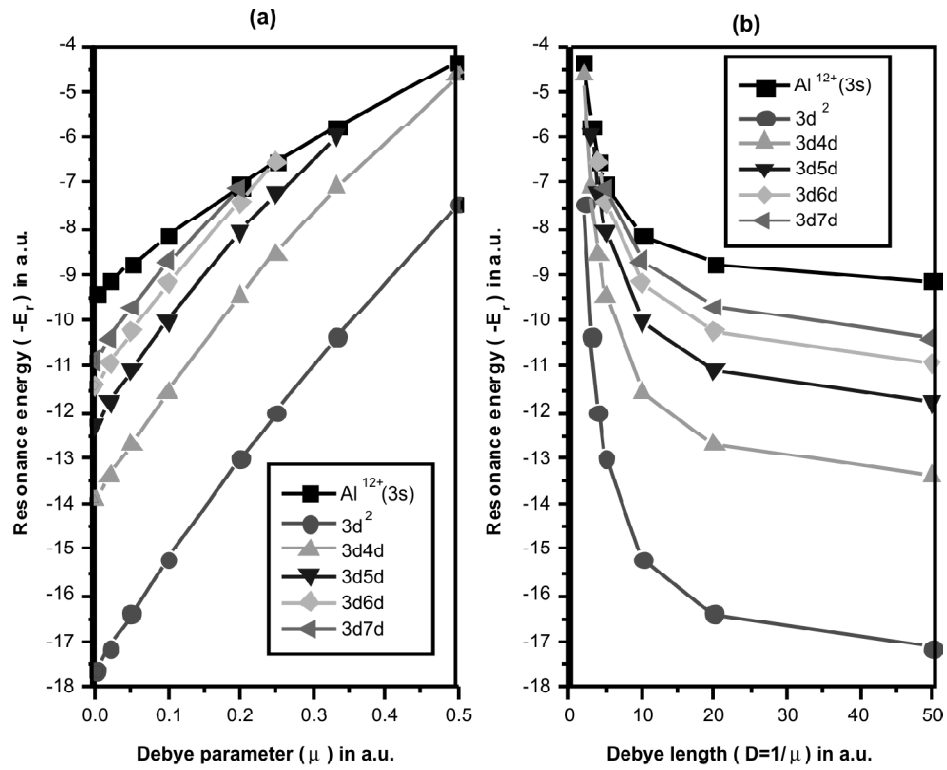 (a)
(b)
Resonance energy ( -E_r ) in a.u.
-4
-5
-6
-7
-8
-9
-10
-11
-12
-13
-14
-15
-16
-17
-18
Al ¹²⁺(3s)
3d ²
3d4d
3d5d
3d6d
3d7d
0.0 0.1 0.2 0.3 0.4 0.5
Debye parameter ( μ ) in a.u.
Resonance energy ( -E_r ) in a.u.
-4
-5
-6
-7
-8
-9
-10
-11
-12
-13
-14
-15
-16
-17
-18
Al ¹²⁺(3s)
3d ²
3d4d
3d5d
3d6d
3d7d
0 10 20 30 40 50
Debye length ( D=1/ μ ) in a.u.